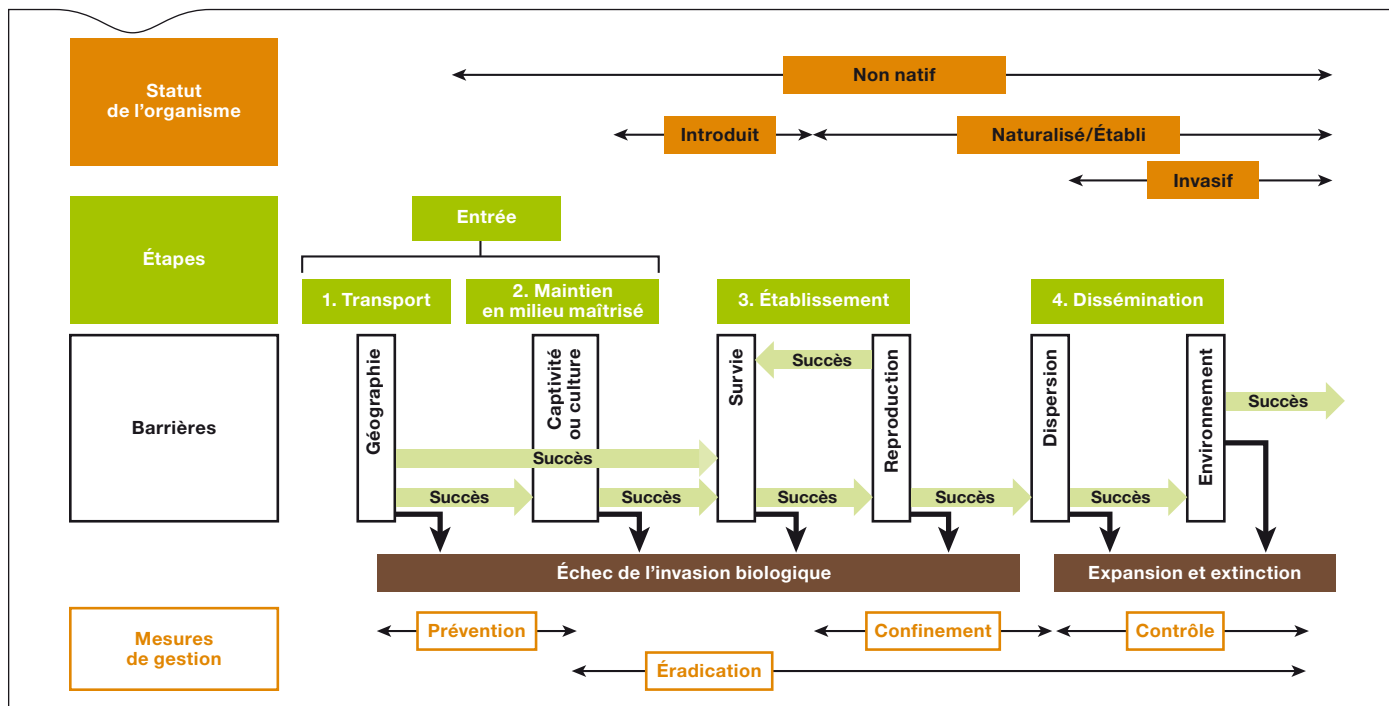 Statut
de l’organisme
Non natif
Introduit
Naturalisé/Établi
Invasif
Étapes
Entrée
1. Transport
2. Maintien
en milieu maîtrisé
3. Établissement
4. Dissémination
Barrières
Géographie
Captivité
ou culture
Survie
Reproduction
Dispersion
Environnement
Succès
Succès
Succès
Succès
Succès
Succès
Succès
Succès
Échec de l’invasion biologique
Expansion et extinction
Mesures
de gestion
Prévention
Confinement
Contrôle
Éradication